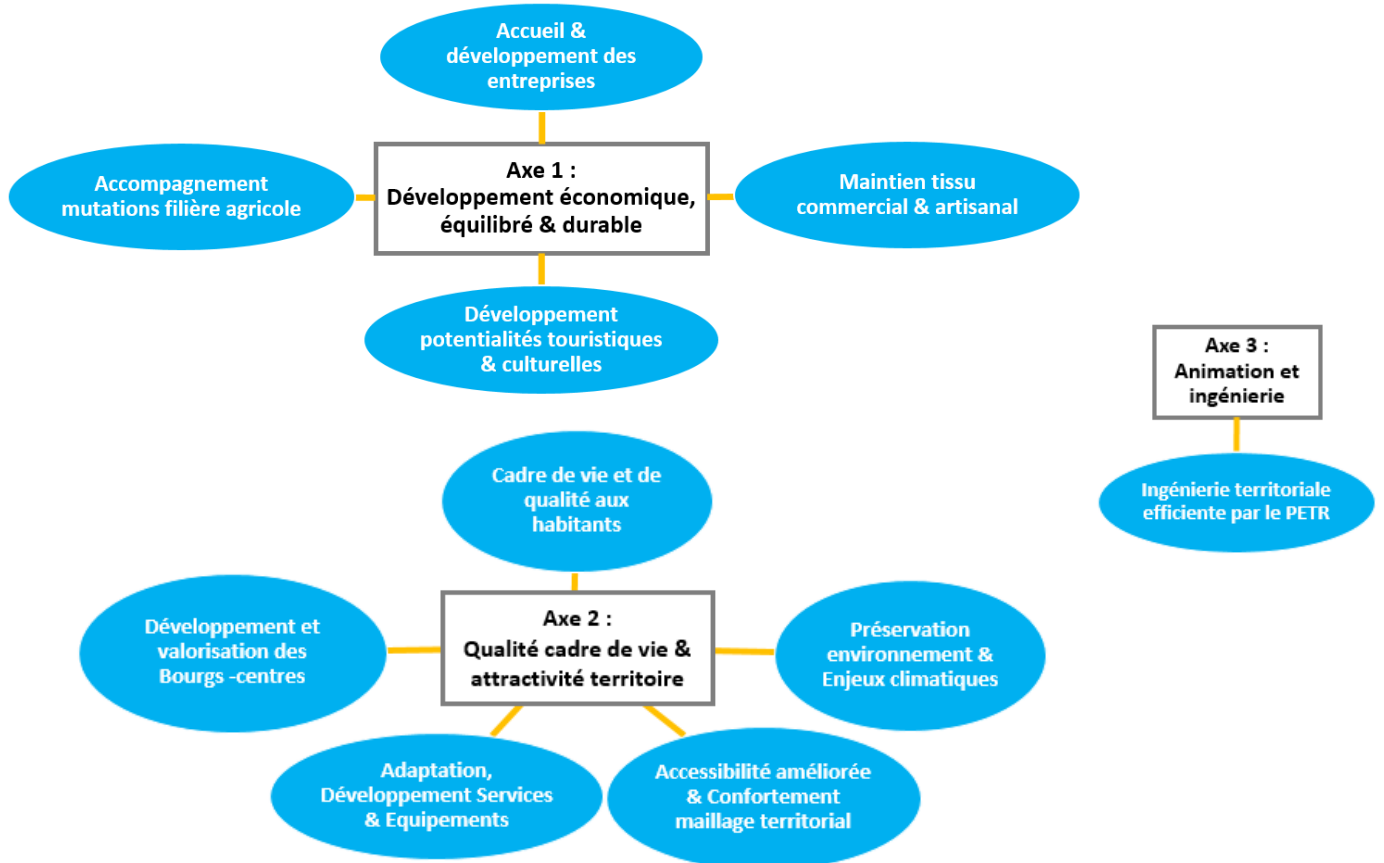 Accueil &
développement des
entreprises
Axe 1 :
Développement économique,
équilibré & durable
Accompagnement
mutations filière agricole
Maintien tissu
commercial & artisanal
Développement
potentialités touristiques
& culturelles
Axe 3 :
Animation et
ingénierie
Ingénierie territoriale
efficiente par le PETR
Cadre de vie et de
qualité aux
habitants
Axe 2 :
Qualité cadre de vie &
attractivité territoire
Développement et
valorisation des
Bourgs -centres
Préservation
environnement &
Enjeux climatiques
Adaptation,
Développement Services
& Equipements
Accessibilité améliorée
& Confortement
maillage territorial